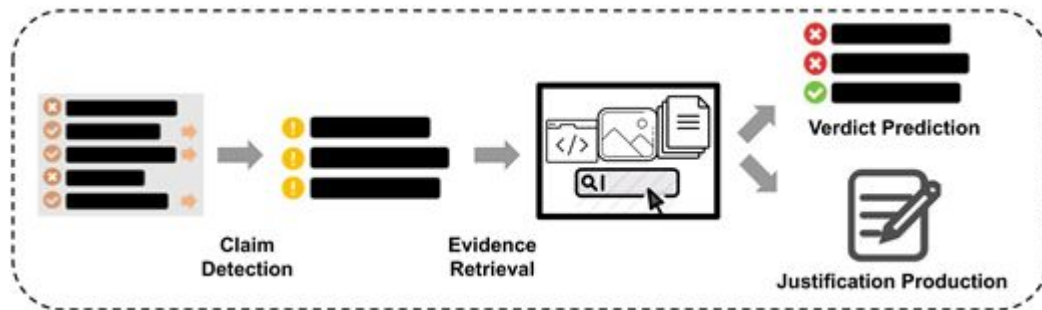 Claim
Detection
Evidence
Retrieval
</>
Verdict Prediction
Justification Production